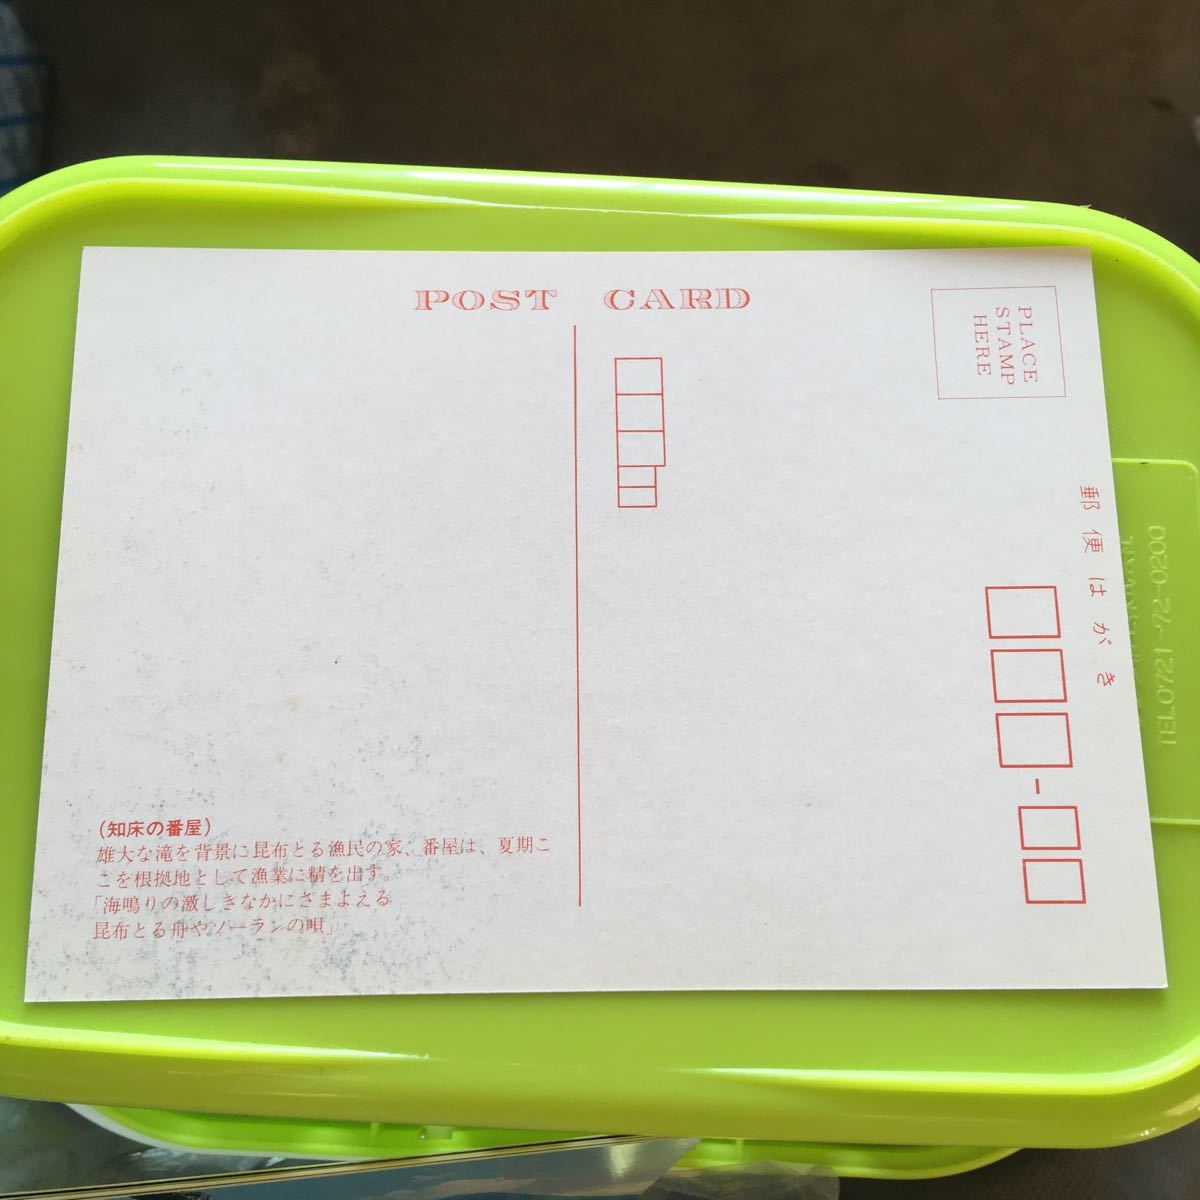 POST CARD
PLACE
STAMP
HERE
郵便はがき
(知床の番屋)
雄大な滝を背景に昆布とる漁民の家、番屋は、夏期こ
こを根拠地として漁業に精を出す。
「海鳴りの激しきなかにさまよえる
昆布とる舟やソーランの唄」
TEL0721-72-0200